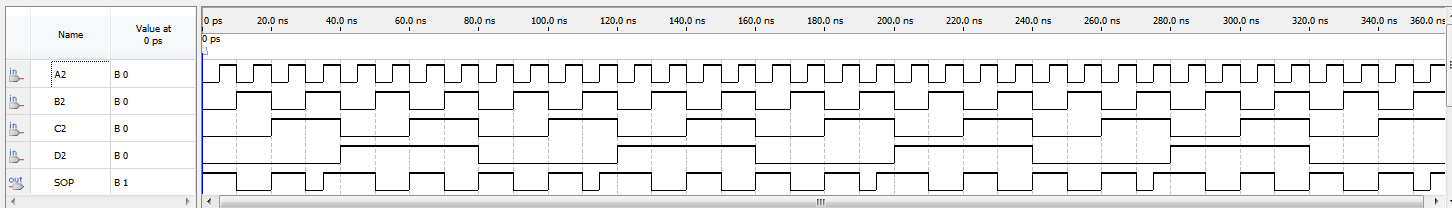 Name Value at 0 ps
0 ps 20.0 ns 40.0 ns 60.0 ns 80.0 ns 100.0 ns 120.0 ns 140.0 ns 160.0 ns 180.0 ns 200.0 ns 220.0 ns 240.0 ns 260.0 ns 280.0 ns 300.0 ns 320.0 ns 340.0 ns 360.0 ns
0 ps
in A2 B 0
in B2 B 0
in C2 B 0
in D2 B 0
out SOP B 1